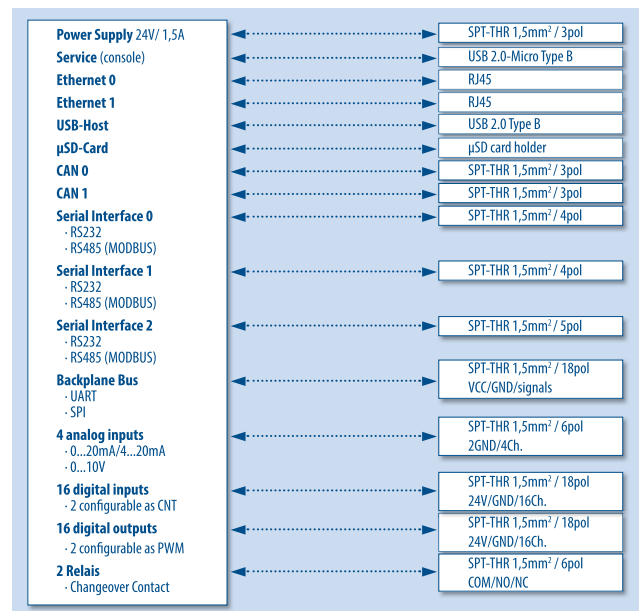 Power Supply 24V/ 1,5A
SPT-THR 1,5mm² / 3pol
Service (console)
USB 2.0-Micro Type B
Ethernet 0
RJ45
Ethernet 1
RJ45
USB-Host
USB 2.0 Type B
µSD-Card
µSD card holder
CAN 0
SPT-THR 1,5mm² / 3pol
CAN 1
SPT-THR 1,5mm² / 3pol
Serial Interface 0
SPT-THR 1,5mm² / 4pol
· RS232
· RS485 (MODBUS)
Serial Interface 1
SPT-THR 1,5mm² / 4pol
· RS232
· RS485 (MODBUS)
Serial Interface 2
SPT-THR 1,5mm² / 5pol
· RS232
· RS485 (MODBUS)
Backplane Bus
· UART
· SPI
SPT-THR 1,5mm² / 18pol
VCC/GND/signals
4 analog inputs
· 0...20mA/4...20mA
· 0...10V
SPT-THR 1,5mm² / 6pol
2GND/4Ch.
16 digital inputs
· 2 configurable as CNT
SPT-THR 1,5mm² / 18pol
24V/GND/16Ch.
16 digital outputs
· 2 configurable as PWM
SPT-THR 1,5mm² / 18pol
24V/GND/16Ch.
2 Relais
· Changeover Contact
SPT-THR 1,5mm² / 6pol
COM/NO/NC